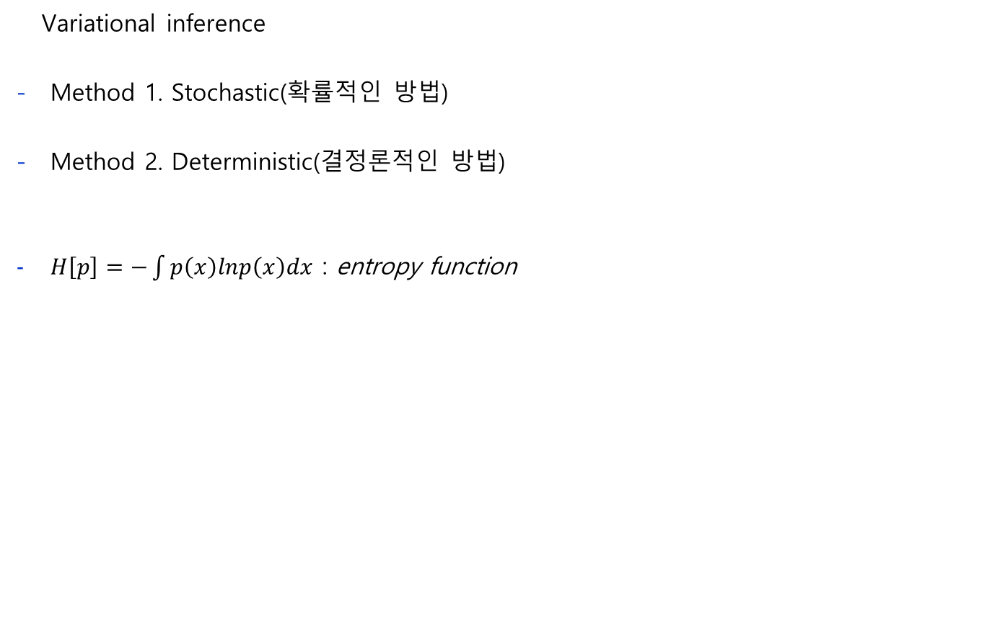 Variational inference
- Method 1. Stochastic(확률적인 방법)
- Method 2. Deterministic(결정론적인 방법)
- H[p] = − ∫ p(x)lnp(x)dx : entropy function